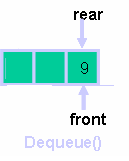 rear
9
front
Dequeue()